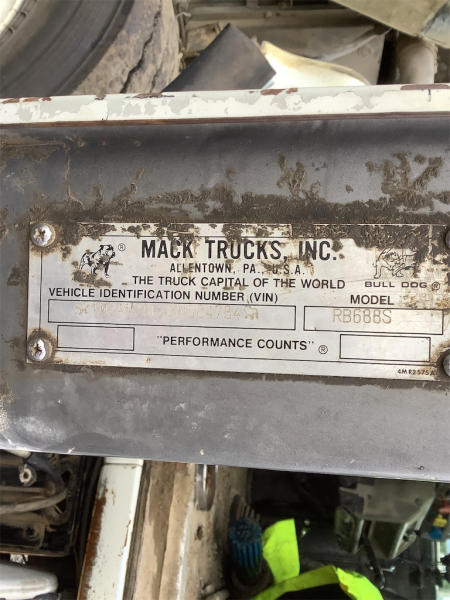 MACK TRUCKS, INC.
ALLENTOWN, PA., U.S.A.
THE TRUCK CAPITAL OF THE WORLD
BULL DOG ®
VEHICLE IDENTIFICATION NUMBER (VIN)
MODEL
RB688S
"PERFORMANCE COUNTS" ®
4MR2575A